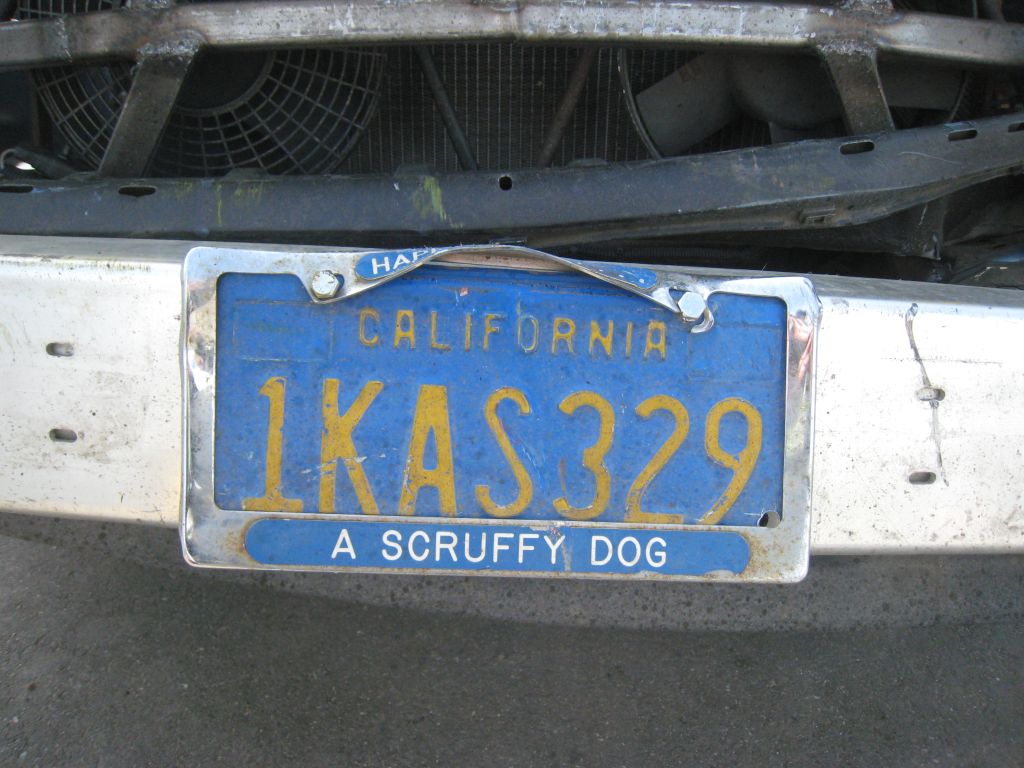 CALIFORNIA
1KAS329
A SCRUFFY DOG